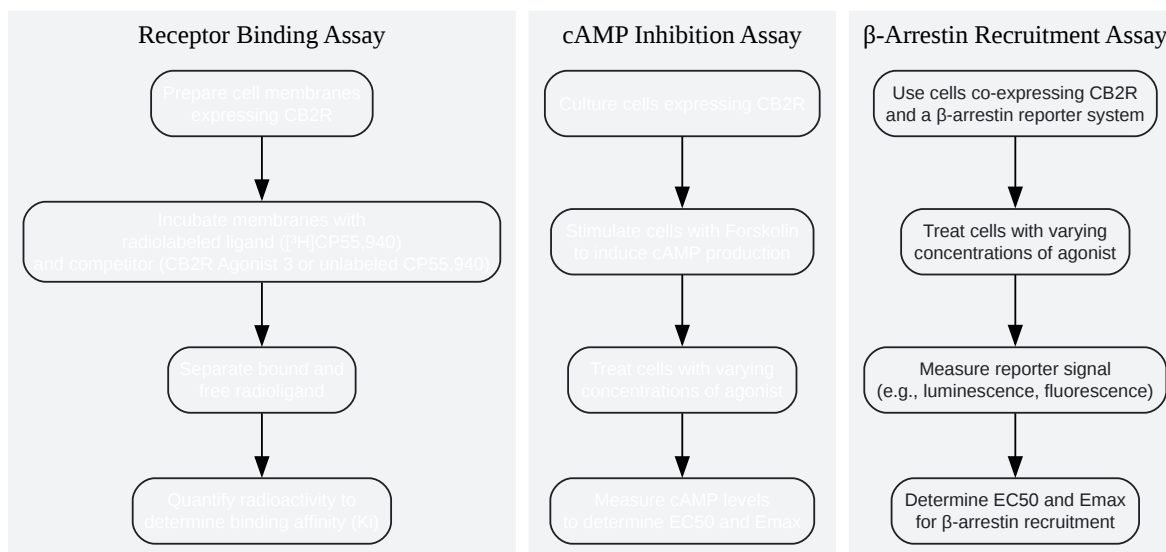 Receptor Binding Assay
Prepare cell membranes
expressing CB2R
Incubate membranes with
radiolabeled ligand ([³H]CP55,940)
and competitor (CB2R Agonist 3 or unlabeled CP55,940)
Separate bound and
free radioligand
Quantify radioactivity to
determine binding affinity (Ki)
cAMP Inhibition Assay
Culture cells expressing CB2R
Stimulate cells with Forskolin
to induce cAMP production
Treat cells with varying
concentrations of agonist
Measure cAMP levels
to determine EC50 and Emax
β-Arrestin Recruitment Assay
Use cells co-expressing CB2R
and a β-arrestin reporter system
Treat cells with varying
concentrations of agonist
Measure reporter signal
(e.g., luminescence, fluorescence)
Determine EC50 and Emax
for β-arrestin recruitment